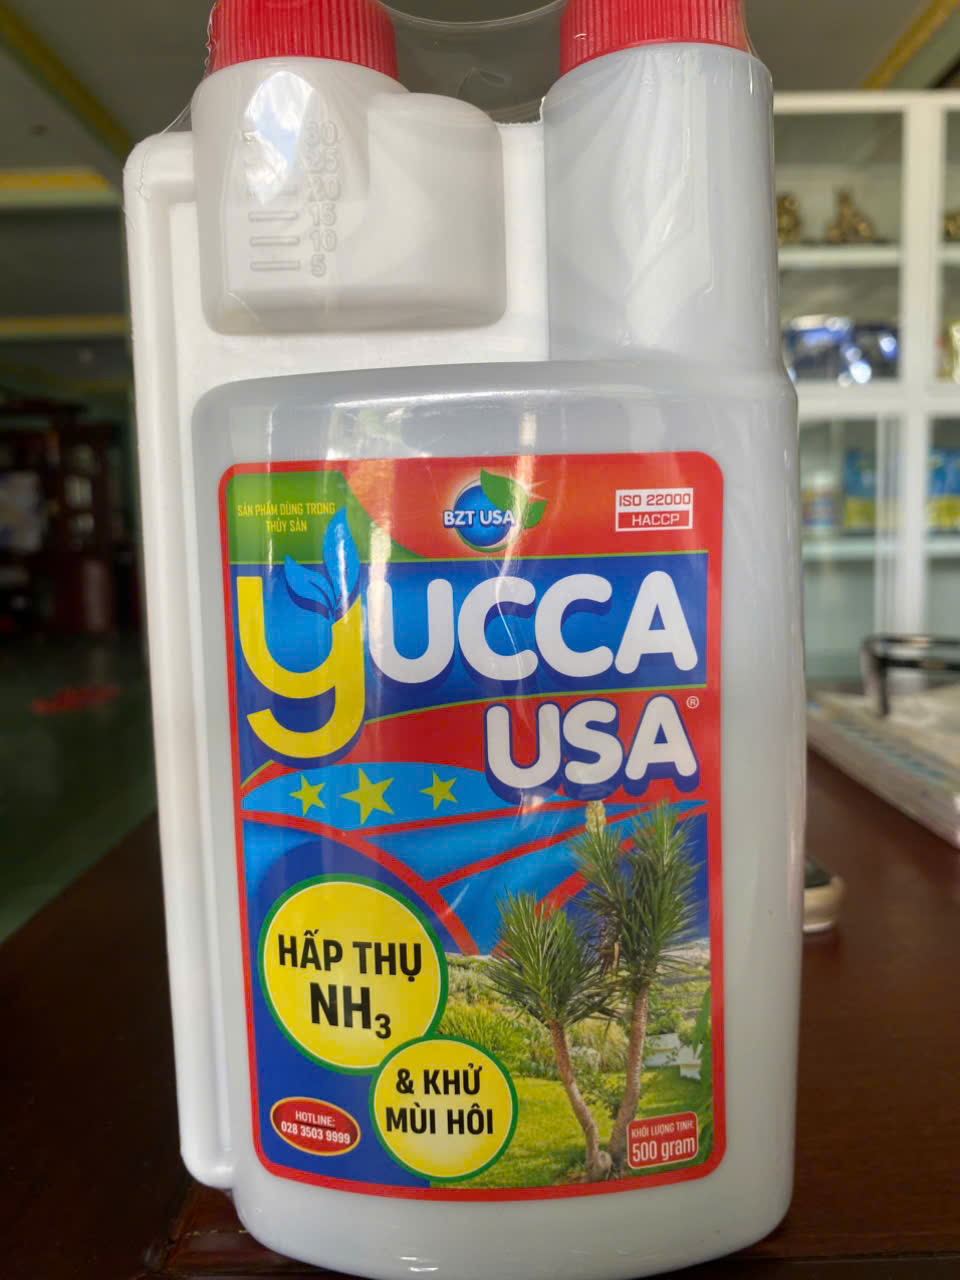 30
25
20
15
10
5
SẢN PHẨM DÙNG TRONG
THỦY SẢN
BZT USA
ISO 22000
HACCP
YUCCA
USA®
HẤP THỤ
NH₃
& KHỬ
MÙI HÔI
HOTLINE:
028 3503 9999
KHỐI LƯỢNG TỊNH:
500 gram